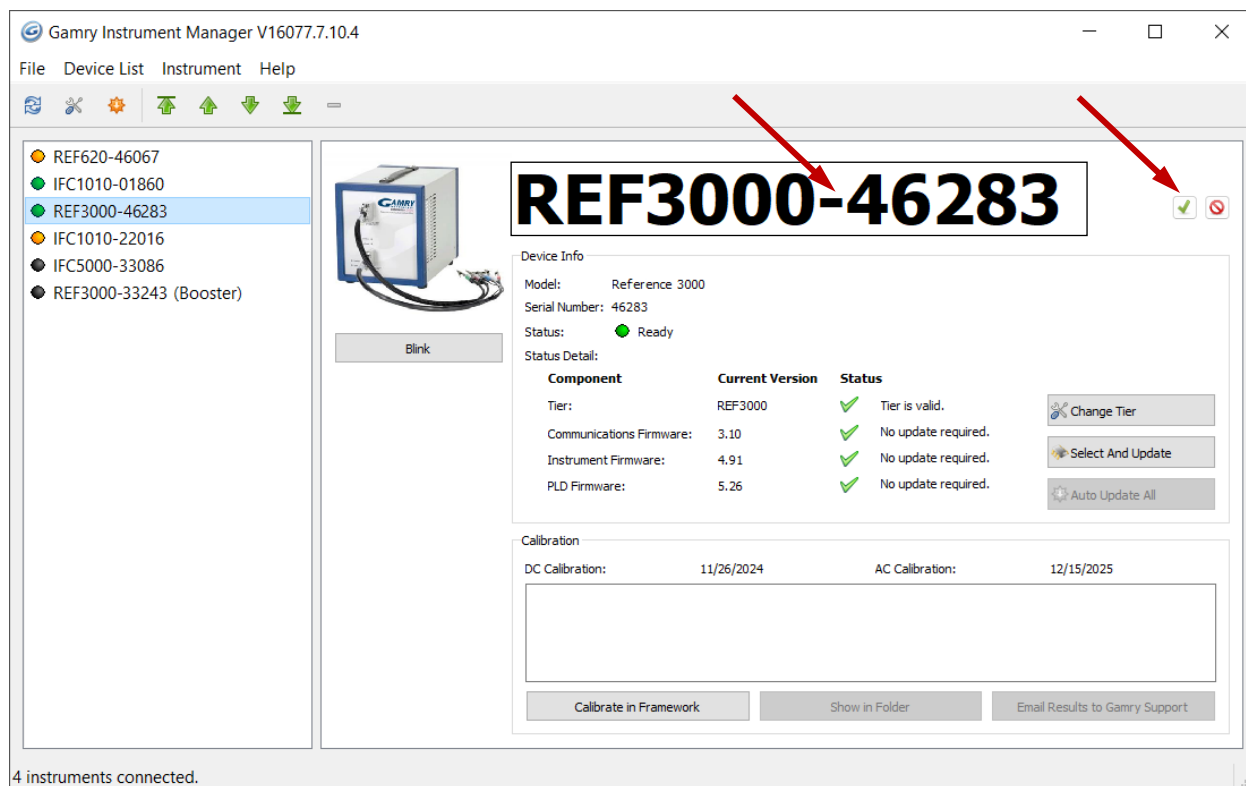 Gamry Instrument Manager V16077.7.10.4
File Device List Instrument Help
REF620-46067
IFC1010-01860
REF3000-46283
IFC1010-22016
IFC5000-33086
REF3000-33243 (Booster)
GAMRY
Blink
REF3000-46283
Device Info
Model: Reference 3000
Serial Number: 46283
Status: Ready
Status Detail:
Component Current Version Status
Tier: REF3000 Tier is valid. Change Tier
Communications Firmware: 3.10 No update required.
Instrument Firmware: 4.91 No update required. Select And Update
PLD Firmware: 5.26 No update required. Auto Update All
Calibration
DC Calibration: 11/26/2024 AC Calibration: 12/15/2025
Calibrate in Framework Show in Folder Email Results to Gamry Support
4 instruments connected.